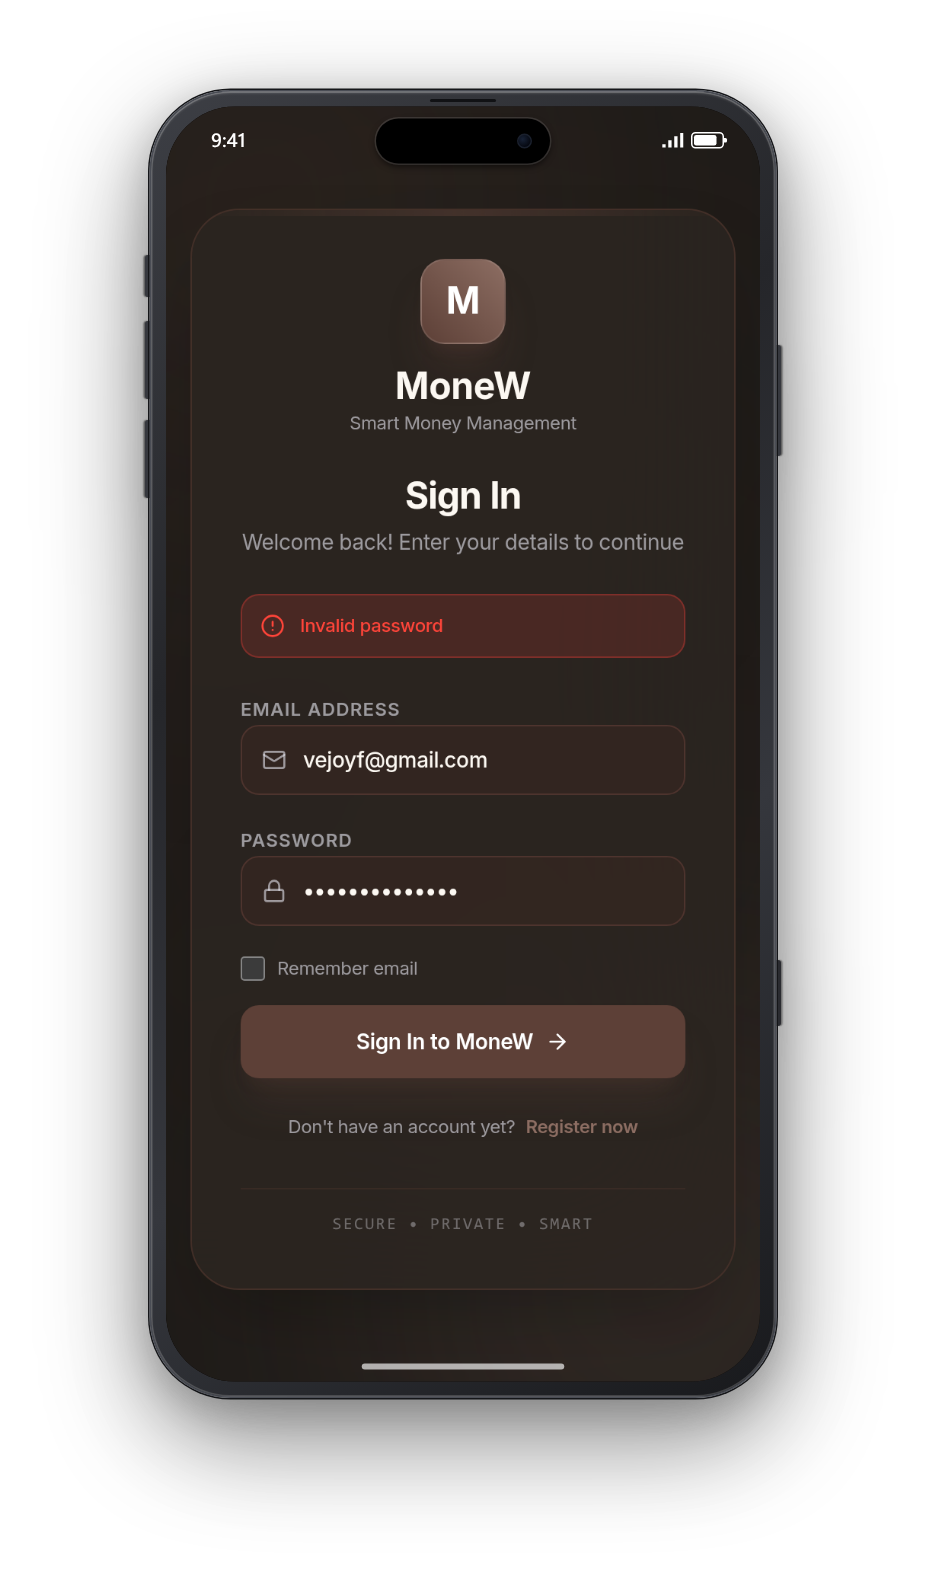 9:41
M
MoneW
Smart Money Management
Sign In
Welcome back! Enter your details to continue
Invalid password
EMAIL ADDRESS
vejoyf@gmail.com
PASSWORD
••••••••••••••
Remember email
Sign In to MoneW →
Don't have an account yet? Register now
SECURE • PRIVATE • SMART